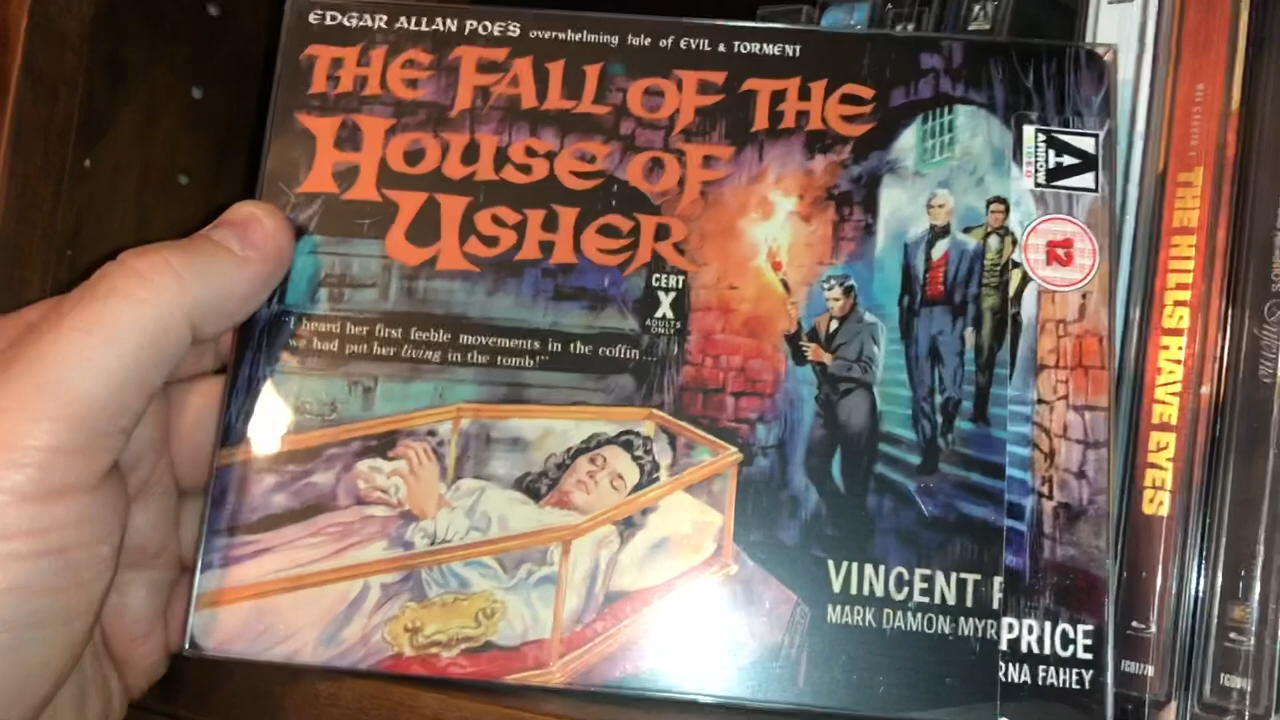 EDGAR ALLAN POE'S overwhelming tale of EVIL & TORMENT
THE FALL OF THE
HOUSE OF
USHER
CERT
X
ADULTS
ONLY
"I heard her first feeble movements in the coffin...
we had put her living in the tomb!"
VINCENT PRICE
MARK DAMON·MYRNA FAHEY
ARROW
VIDEO
12
THE HILLS HAVE EYES